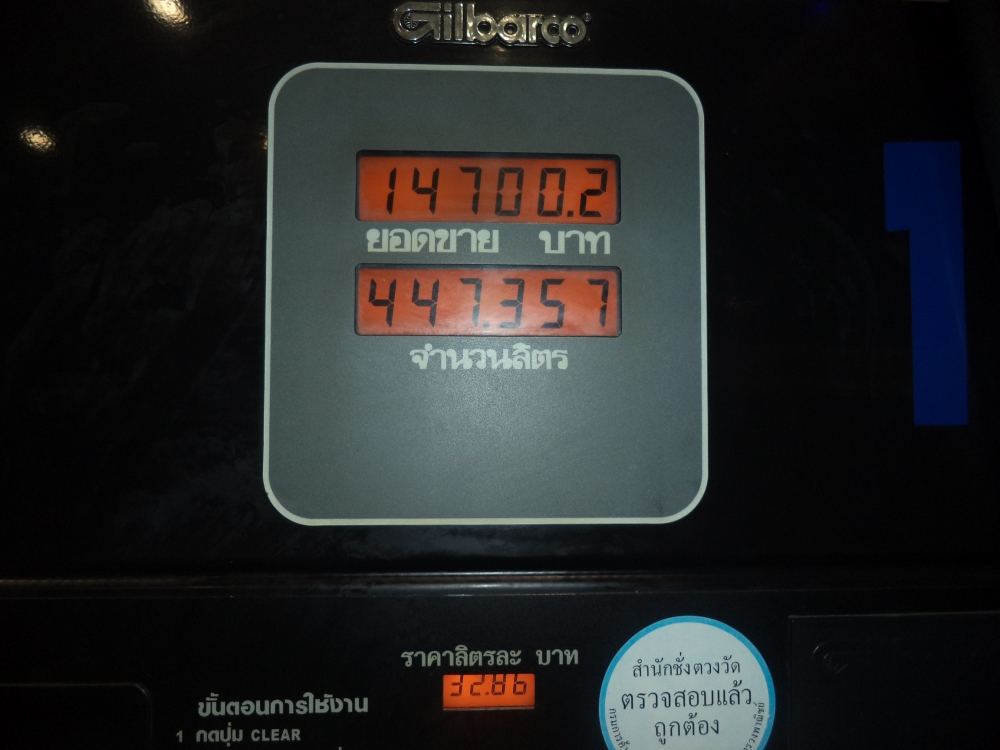 Gilbarco
14700.2
ยอดขาย บาท
447.357
จำนวนลิตร
1
ราคาลิตรละ บาท
32.86
ขั้นตอนการใช้งาน
1 กดปุ่ม CLEAR
สำนักชั่งตวงวัด
ตรวจสอบแล้ว
ถูกต้อง